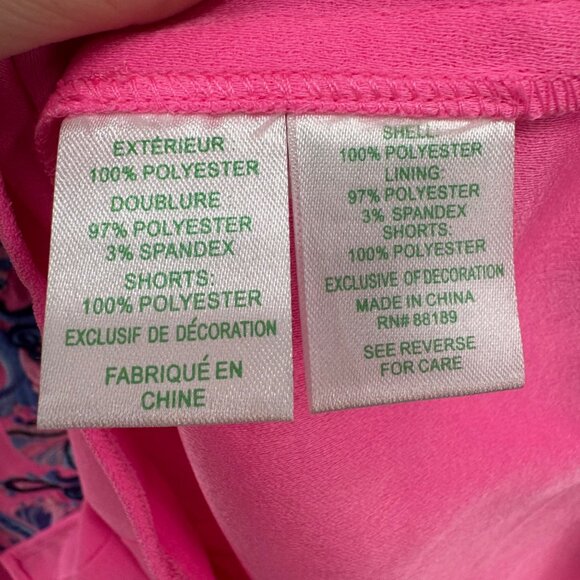 EXTÉRIEUR
100% POLYESTER
DOUBLURE
97% POLYESTER
3% SPANDEX
SHORTS:
100% POLYESTER
EXCLUSIF DE DÉCORATION
FABRIQUÉ EN
CHINE
SHELL
100% POLYESTER
LINING:
97% POLYESTER
3% SPANDEX
SHORTS:
100% POLYESTER
EXCLUSIVE OF DECORATION
MADE IN CHINA
RN# 86189
SEE REVERSE
FOR CARE